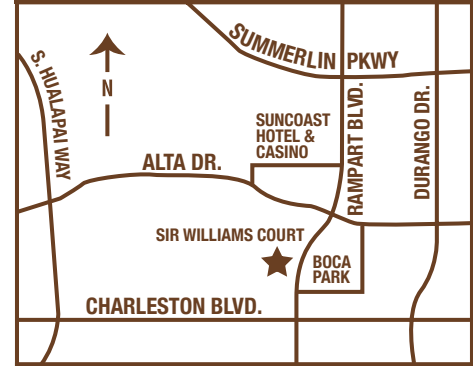 SUMMERLIN PKWY
S. HUALAPAI WAY
N
SUNCOAST
HOTEL &
CASINO
RAMPART BLVD.
DURANGO DR.
ALTA DR.
SIR WILLIAMS COURT
BOCA
PARK
CHARLESTON BLVD.